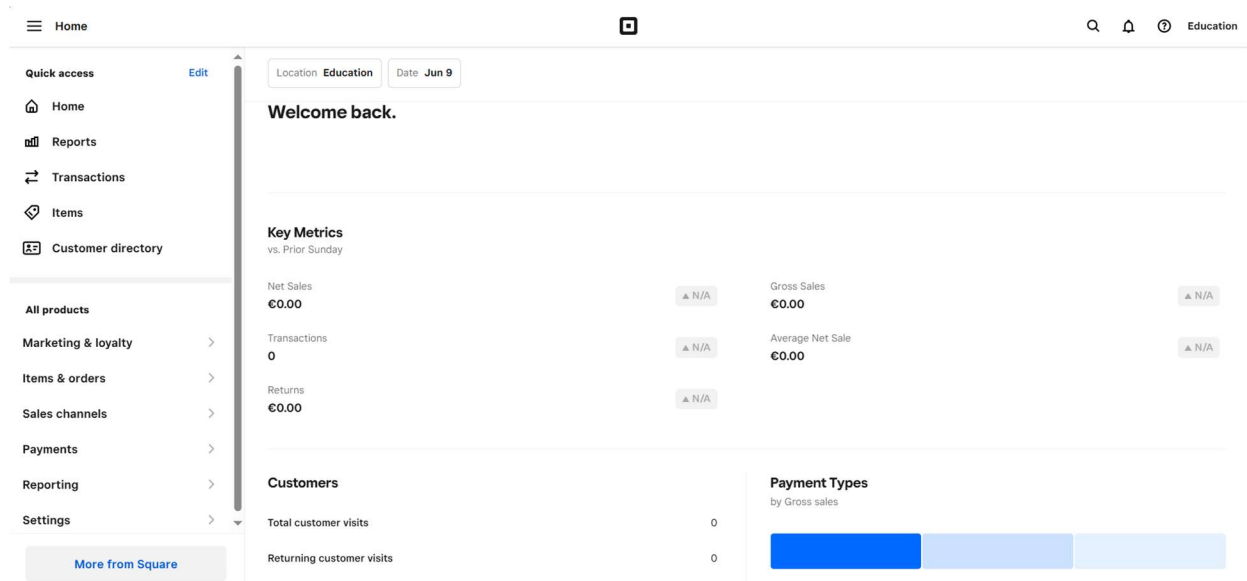 Home
Education
Quick access
Edit
Home
Reports
Transactions
Items
Customer directory
All products
Marketing & loyalty
Items & orders
Sales channels
Payments
Reporting
Settings
More from Square
Location Education
Date Jun 9
Welcome back.
Key Metrics
vs. Prior Sunday
Net Sales
€0.00
▲ N/A
Gross Sales
€0.00
▲ N/A
Transactions
0
▲ N/A
Average Net Sale
€0.00
▲ N/A
Returns
€0.00
▲ N/A
Customers
Total customer visits 0
Returning customer visits 0
Payment Types
by Gross sales